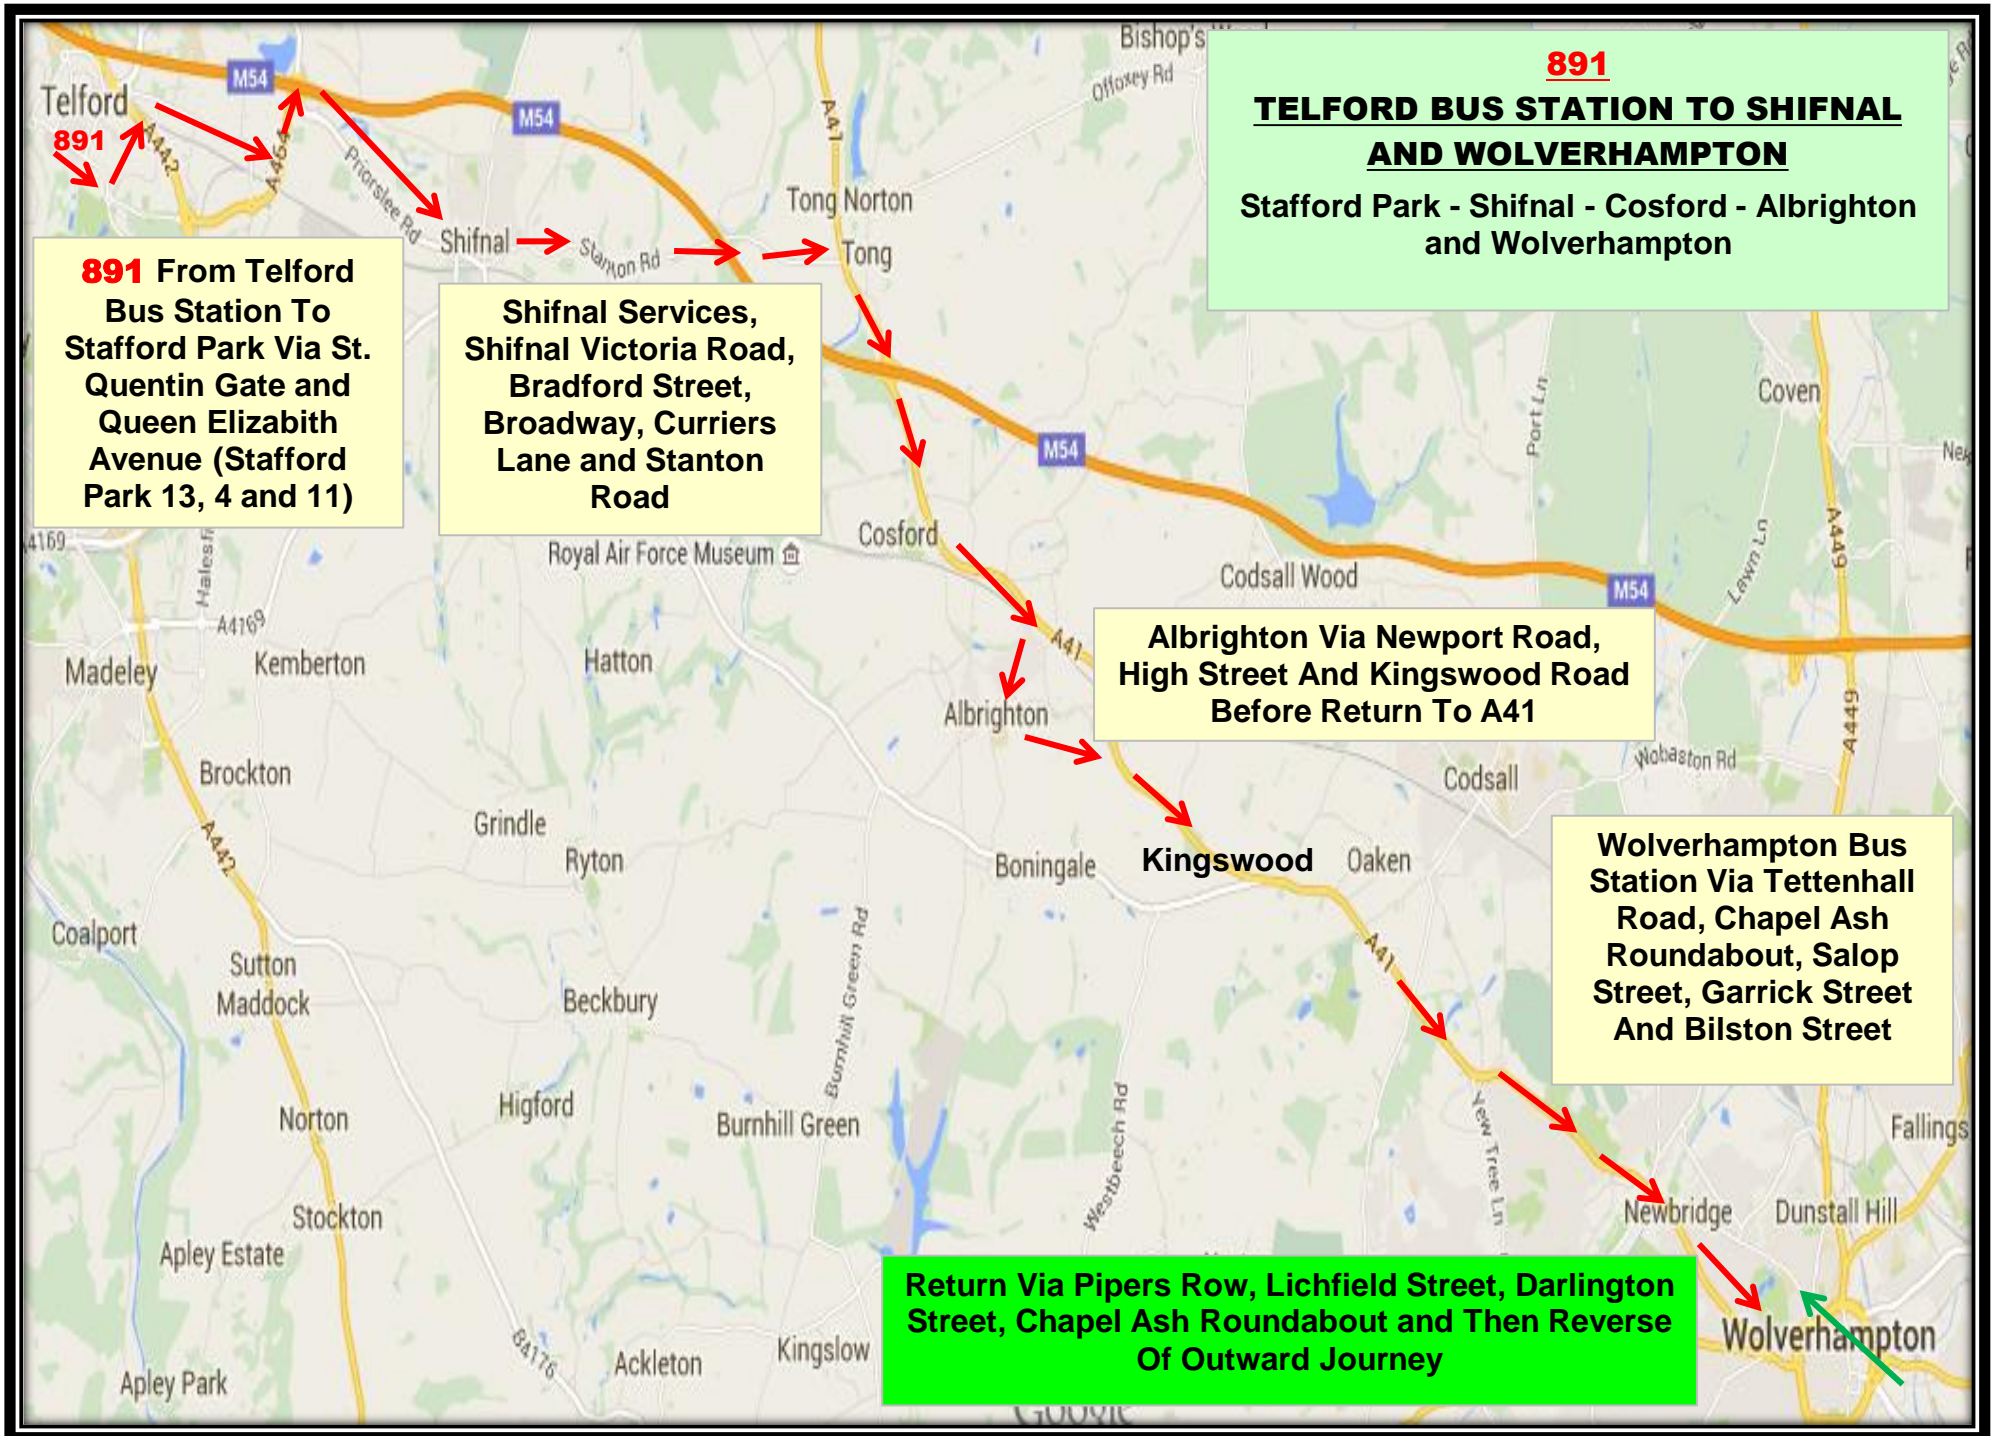 Bishop's
Offoxey Rd
M54
M54
A41
Telford
891
A442
A464
Priorslee Rd
Shifnal
Stanton Rd
Tong Norton
Tong
891
TELFORD BUS STATION TO SHIFNAL
AND WOLVERHAMPTON
Stafford Park - Shifnal - Cosford - Albrighton
and Wolverhampton
891 From Telford
Bus Station To
Stafford Park Via St.
Quentin Gate and
Queen Elizabith
Avenue (Stafford
Park 13, 4 and 11)
Shifnal Services,
Shifnal Victoria Road,
Bradford Street,
Broadway, Curriers
Lane and Stanton
Road
Port Ln
Coven
M54
A449
Lawn Ln
4169
Halesfi
Royal Air Force Museum
Cosford
Codsall Wood
M54
A4169
Madeley
Kemberton
Hatton
A41
Albrighton
Albrighton Via Newport Road,
High Street And Kingswood Road
Before Return To A41
A449
Wobaston Rd
Brockton
Codsall
A442
Grindle
Ryton
Boningale
Kingswood
Oaken
Wolverhampton Bus
Station Via Tettenhall
Road, Chapel Ash
Roundabout, Salop
Street, Garrick Street
And Bilston Street
Coalport
Sutton
Maddock
Beckbury
Burnhill Green Rd
A41
Norton
Higford
Burnhill Green
Westbeech Rd
Yew Tree Ln
Fallings
Stockton
Newbridge
Dunstall Hill
Apley Estate
Return Via Pipers Row, Lichfield Street, Darlington
Street, Chapel Ash Roundabout and Then Reverse
Of Outward Journey
Wolverhampton
B4176
Ackleton
Kingslow
Apley Park
Google